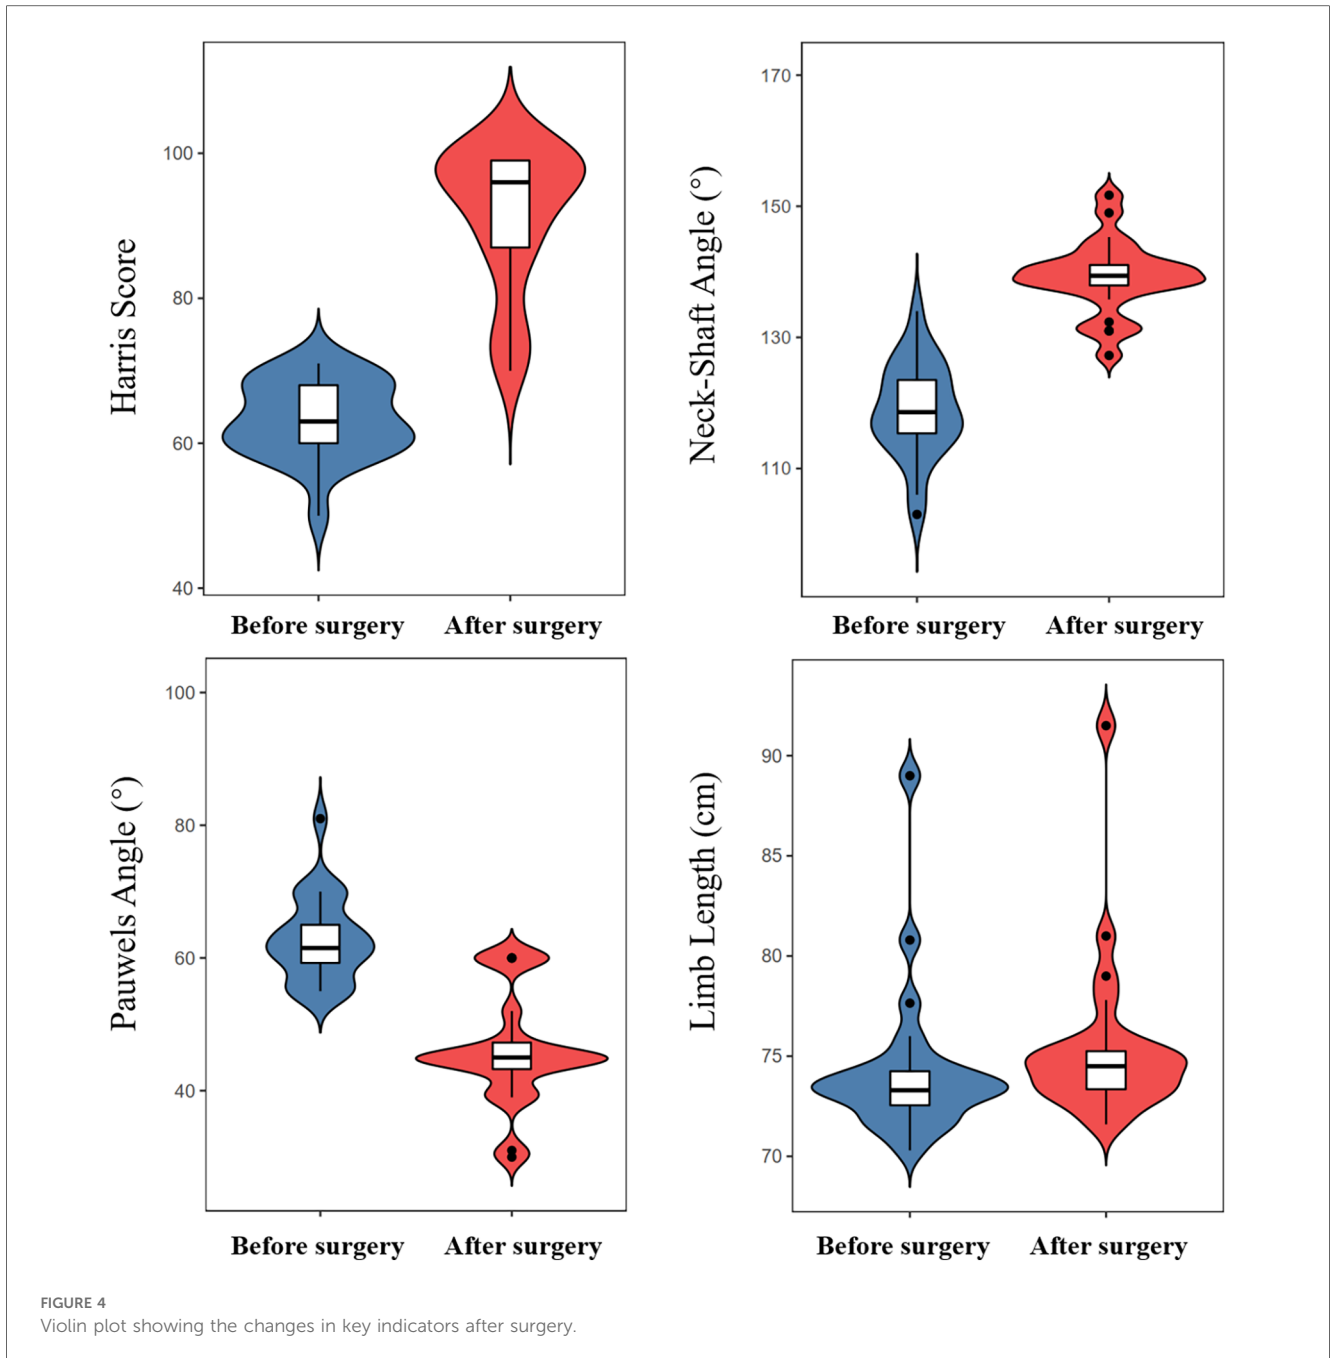 Harris Score
100
80
60
40
Before surgery After surgery
Neck-Shaft Angle (°)
170
150
130
110
Before surgery After surgery
Pauwels Angle (°)
100
80
60
40
Before surgery After surgery
Limb Length (cm)
90
85
80
75
70
Before surgery After surgery
FIGURE 4
Violin plot showing the changes in key indicators after surgery.